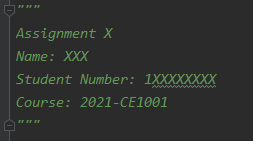 """
Assignment X
Name: XXX
Student Number: 1XXXXXXXX
Course: 2021-CE1001
"""